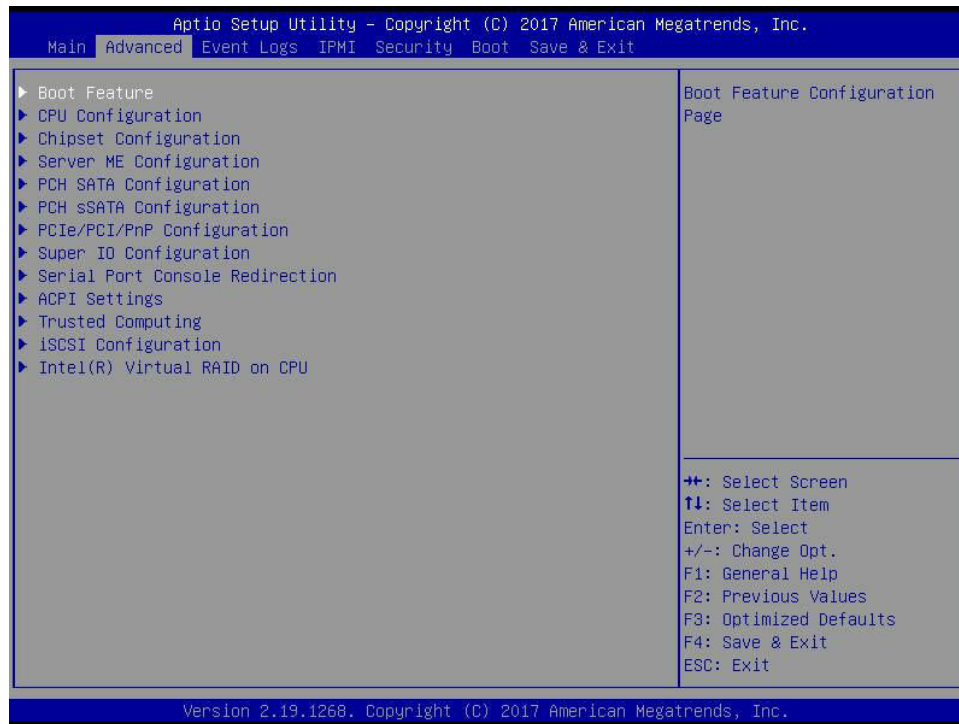 Aptio Setup Utility – Copyright (C) 2017 American Megatrends, Inc.
Main Advanced Event Logs IPMI Security Boot Save & Exit
Boot Feature
CPU Configuration
Chipset Configuration
Server ME Configuration
PCH SATA Configuration
PCH sSATA Configuration
PCIe/PCI/PnP Configuration
Super IO Configuration
Serial Port Console Redirection
ACPI Settings
Trusted Computing
iSCSI Configuration
Intel(R) Virtual RAID on CPU
Boot Feature Configuration
Page
→←: Select Screen
↑↓: Select Item
Enter: Select
+/-: Change Opt.
F1: General Help
F2: Previous Values
F3: Optimized Defaults
F4: Save & Exit
ESC: Exit
Version 2.19.1268. Copyright (C) 2017 American Megatrends, Inc.